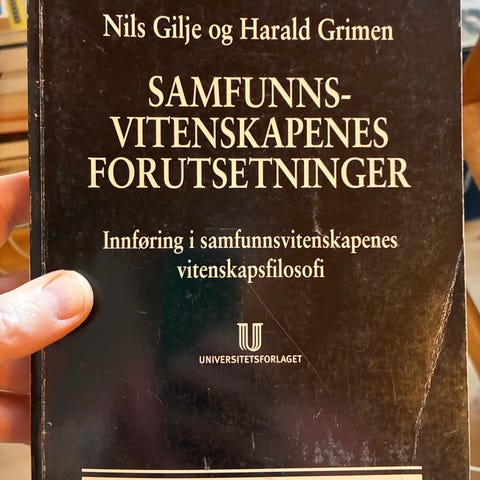 Nils Gilje og Harald Grimen
SAMFUNNS-
VITENSKAPENES
FORUTSETNINGER
Innføring i samfunnsvitenskapenes
vitenskapsfilosofi
UNIVERSITETSFORLAGET